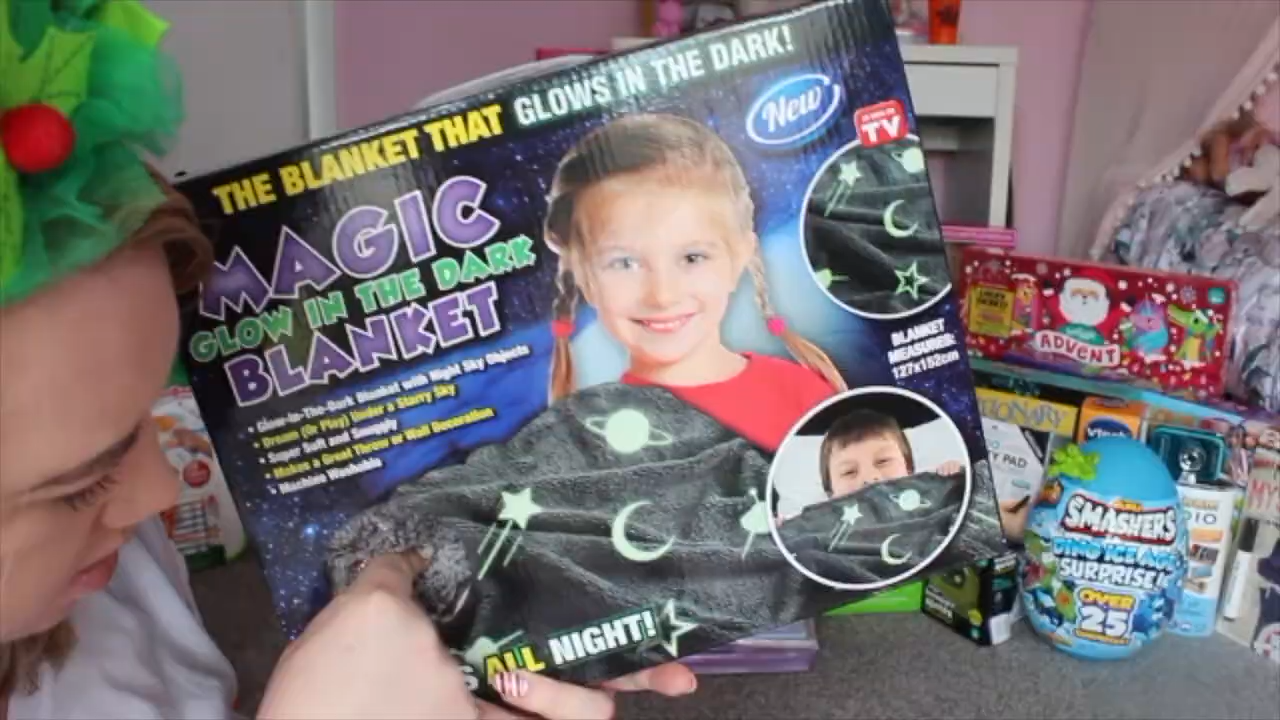 THE BLANKET THAT GLOWS IN THE DARK!
New
AS SEEN ON
TV
MAGIC
GLOW IN THE DARK
BLANKET
• Glow-In-The-Dark Blanket with Night Sky Objects
• Dream (Or Play) Under a Starry Sky
• Super Soft and Snuggly
• Makes a Great Throw or Wall Decoration
• Machine Washable
BLANKET
MEASURES:
127x152cm
ALL NIGHT!
ADVENT
Vtech
SMASHERS
DINO ICE AGE
SURPRISE!
OVER
25